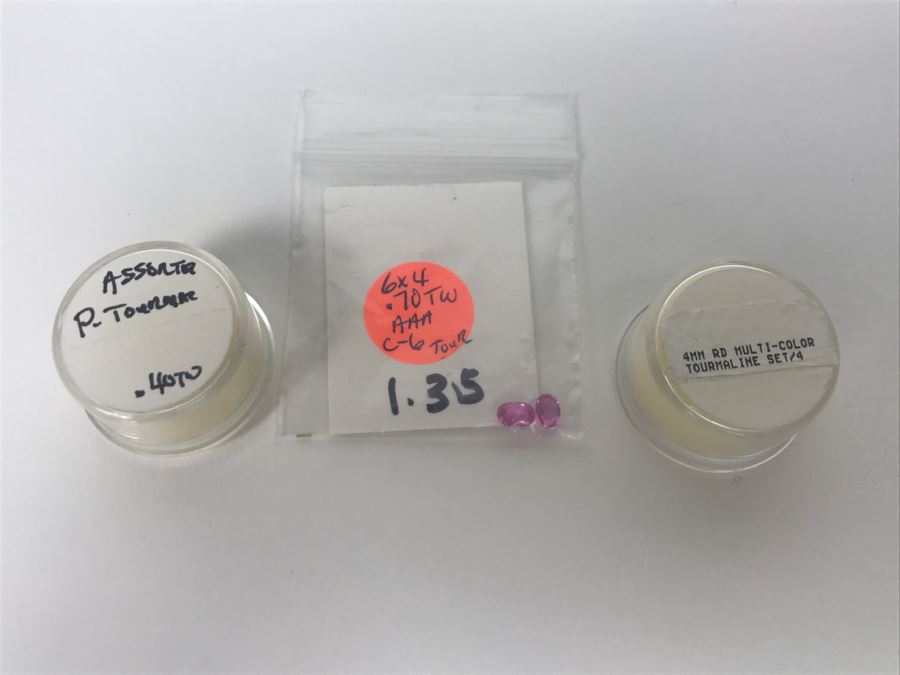 ASSORTED
P-TOURMALINE
.40TW
6x4
.70TW
AAA
C-6 TOUR
1.35
4MM RD MULTI-COLOR
TOURMALINE SET/4